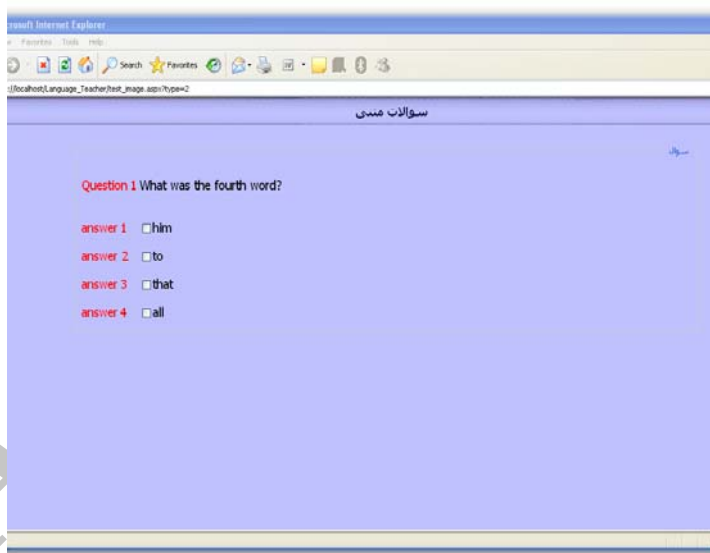 crosoft Internet Explorer
Favorites Tools Help
Search Favorites
://localhost/Language_Teacher/test_image.aspx?type=2
سوالات متنی
سوال
Question 1 What was the fourth word?
answer 1 him
answer 2 to
answer 3 that
answer 4 all